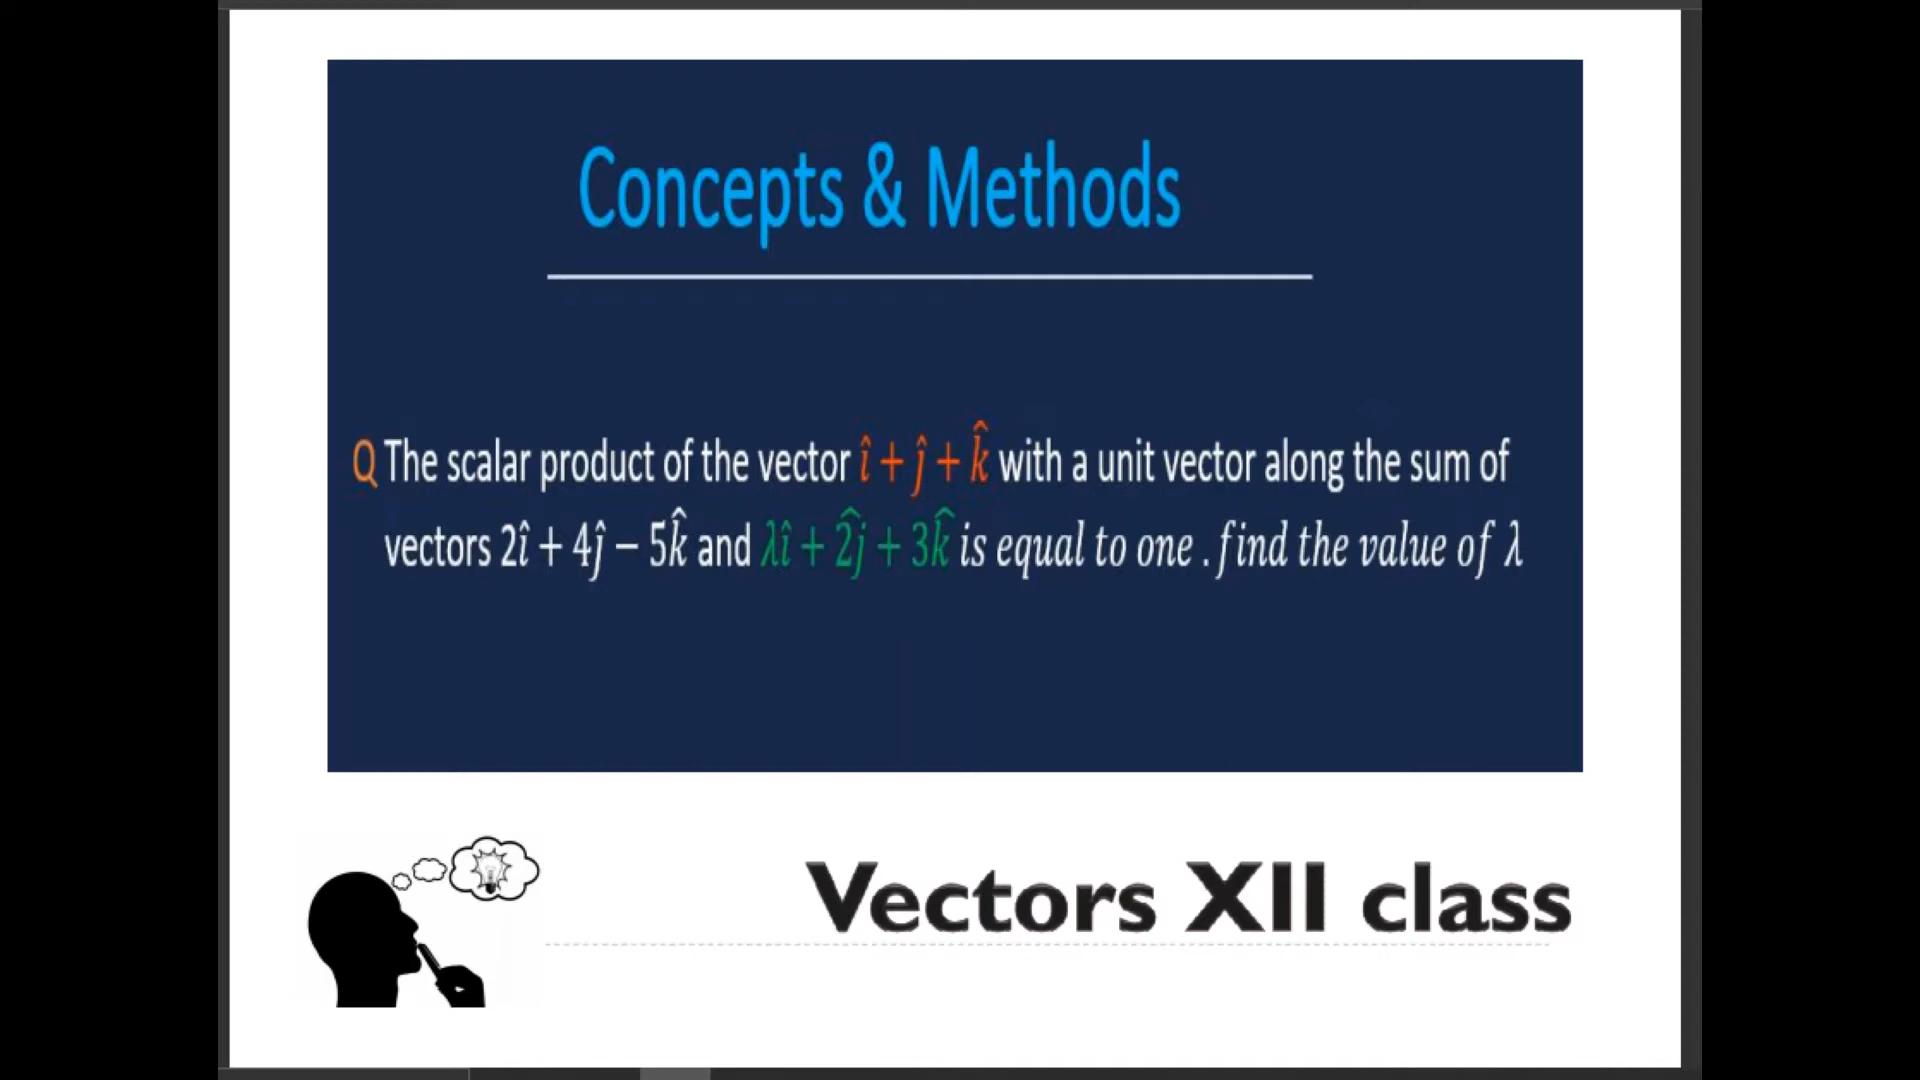 Concepts & Methods
Q The scalar product of the vector î + ĵ + k̂ with a unit vector along the sum of
vectors 2î + 4ĵ − 5k̂ and λî + 2̂j + 3k̂ is equal to one . find the value of λ
Vectors XII class